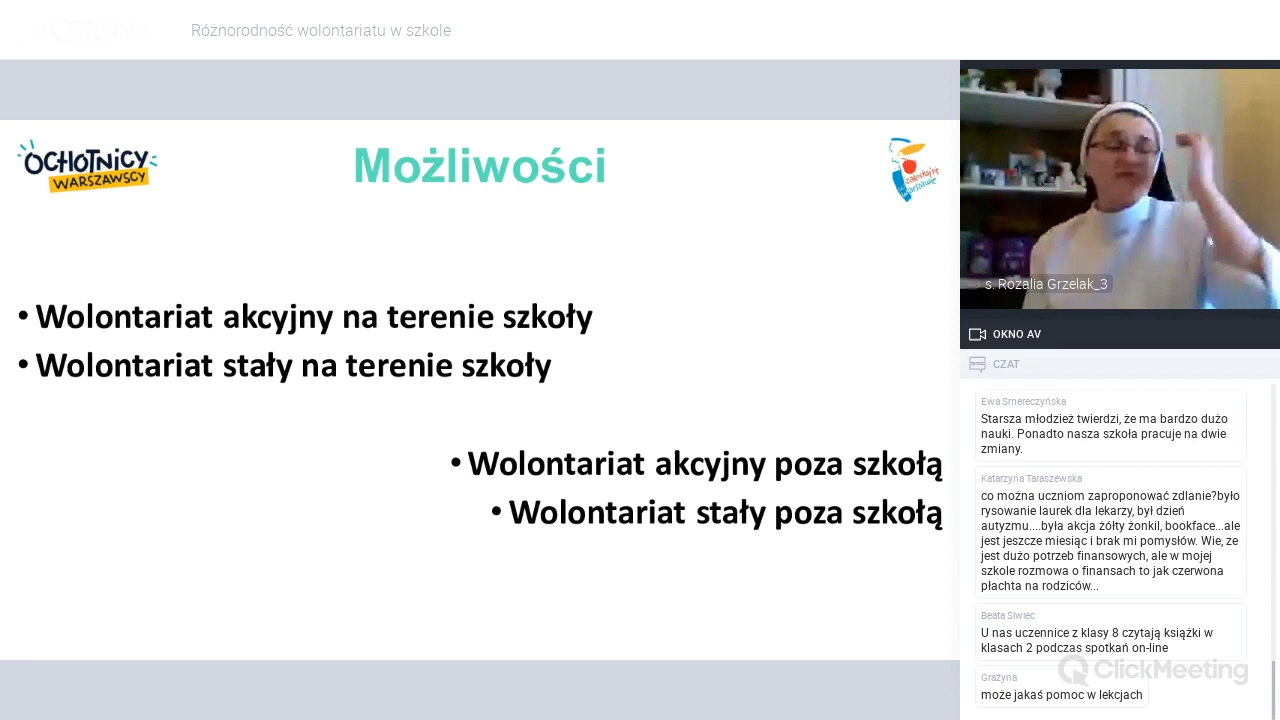 Różnorodność wolontariatu w szkole
OCHOTNICY
WARSZAWSCY
Możliwości
zakochaj się
w Warszawie
• Wolontariat akcyjny na terenie szkoły
• Wolontariat stały na terenie szkoły
• Wolontariat akcyjny poza szkołą
• Wolontariat stały poza szkołą
s. Rozalia Grzelak_3
OKNO AV
CZAT
Ewa Smereczyńska
Starsza młodzież twierdzi, że ma bardzo dużo
nauki. Ponadto nasza szkoła pracuje na dwie
zmiany.
Katarzyna Taraszewska
co można uczniom zaproponować zdlanie?było
rysowanie laurek dla lekarzy, był dzień
autyzmu....była akcja żółty żonkil, bookface...ale
jest jeszcze miesiąc i brak mi pomysłów. Wie, ze
jest dużo potrzeb finansowych, ale w mojej
szkole rozmowa o finansach to jak czerwona
płachta na rodziców...
Beata Siwiec
U nas uczennice z klasy 8 czytają książki w
klasach 2 podczas spotkań on-line
ClickMeeting
Grażyna
może jakaś pomoc w lekcjach